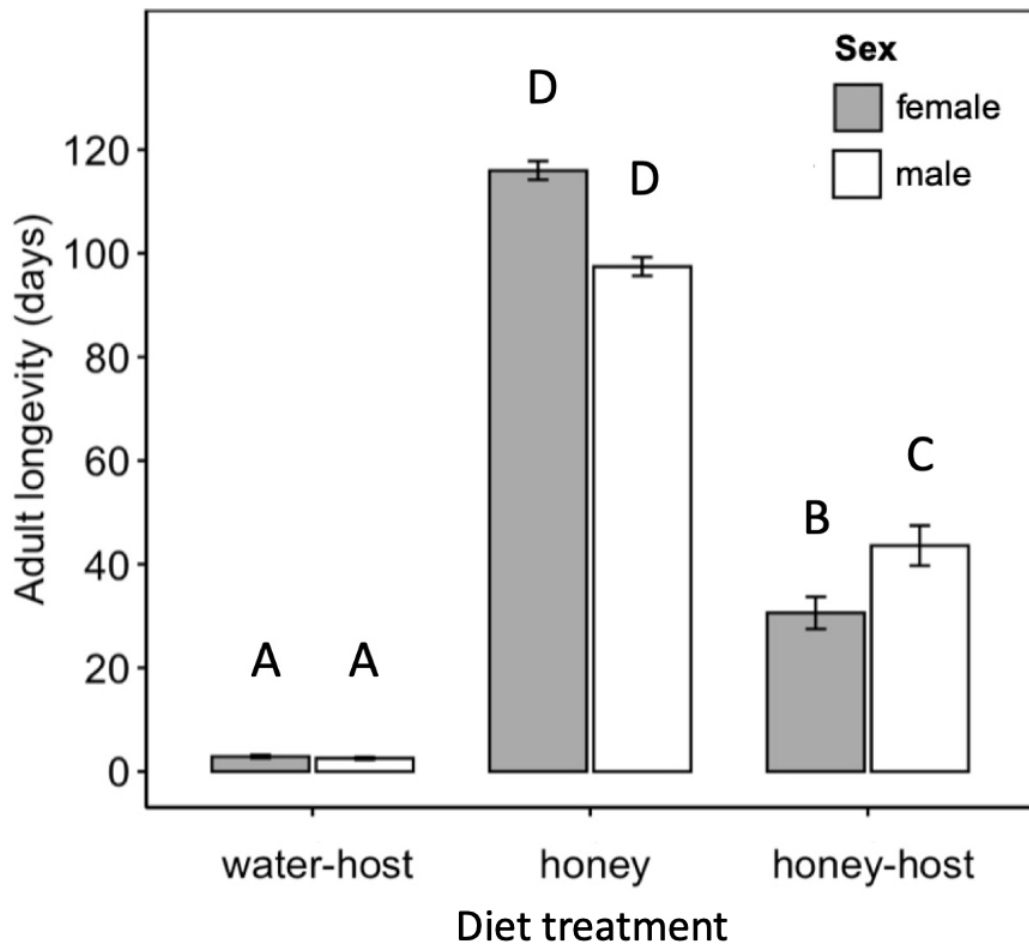 Sex
female
male
D
D
C
B
A A
120
100
80
60
40
20
0
Adult longevity (days)
water-host honey honey-host
Diet treatment